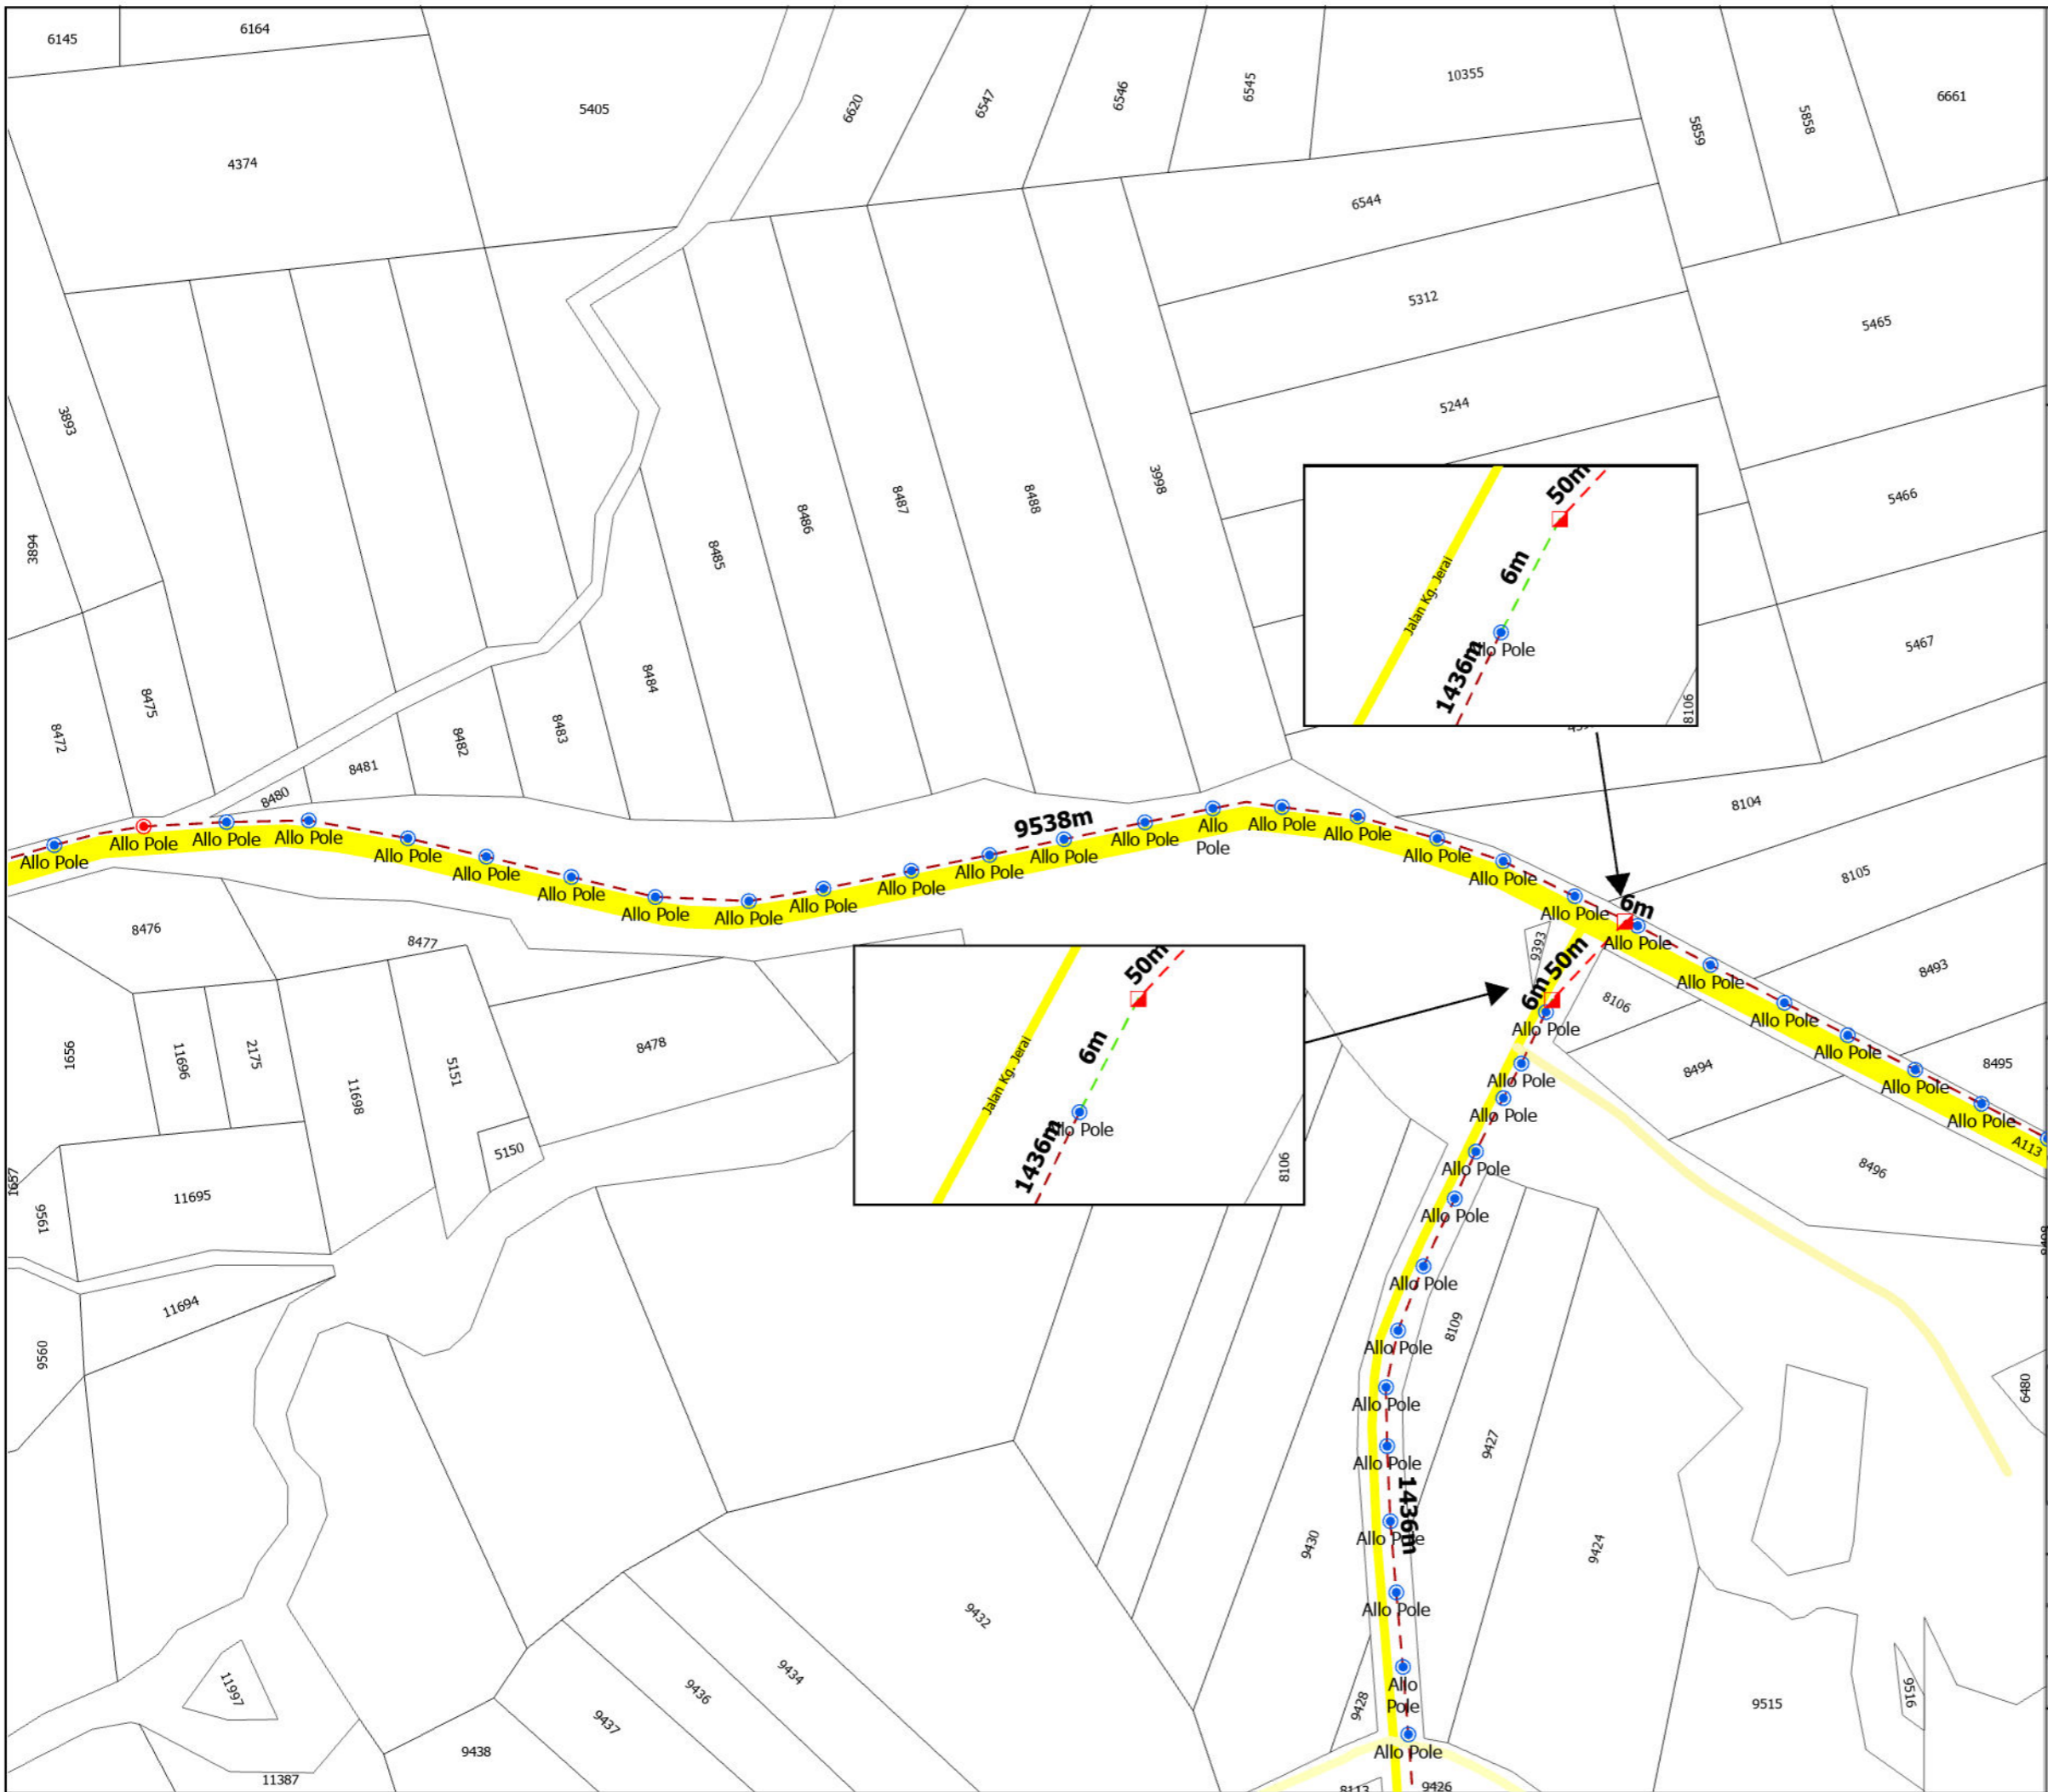 6145
6164
10355
6661
5405
6620
6547
6546
6545
5859
5858
4374
6544
5312
5465
5244
3893
3998
8488
8487
8486
8485
5466
3894
50m
6m
Jalan Kg. Jerai
1436m
8106
5467
8484
8475
8472
8483
8482
8481
8480
8104
9538m
Allo Pole
Allo Pole
Allo Pole
Allo Pole
Allo Pole
Allo Pole
Allo Pole
Allo Pole
Allo Pole
Allo Pole
Allo Pole
Allo Pole
Allo Pole
Allo Pole
Allo
Pole
Allo Pole
Allo Pole
Allo Pole
Allo Pole
Allo Pole
6m
Allo Pole
8105
8476
8477
9393
50m
6m
8493
Allo Pole
Allo Pole
Allo Pole
Allo Pole
Allo Pole
A113
8106
8494
8495
8496
50m
6m
Jalan Kg. Jerai
1436m
8106
1656
11696
2175
11698
5151
8478
5150
1657
9561
11695
11694
9560
Allo Pole
Allo Pole
Allo Pole
Allo Pole
Allo Pole
Allo Pole
Allo Pole
8109
Allo Pole
Allo Pole
1436m
Allo Pole
9427
6480
9430
9424
Allo Pole
9432
9434
9436
9437
9438
11997
11387
Allo
Pole
9428
Allo Pole
9515
9516
8113
9426